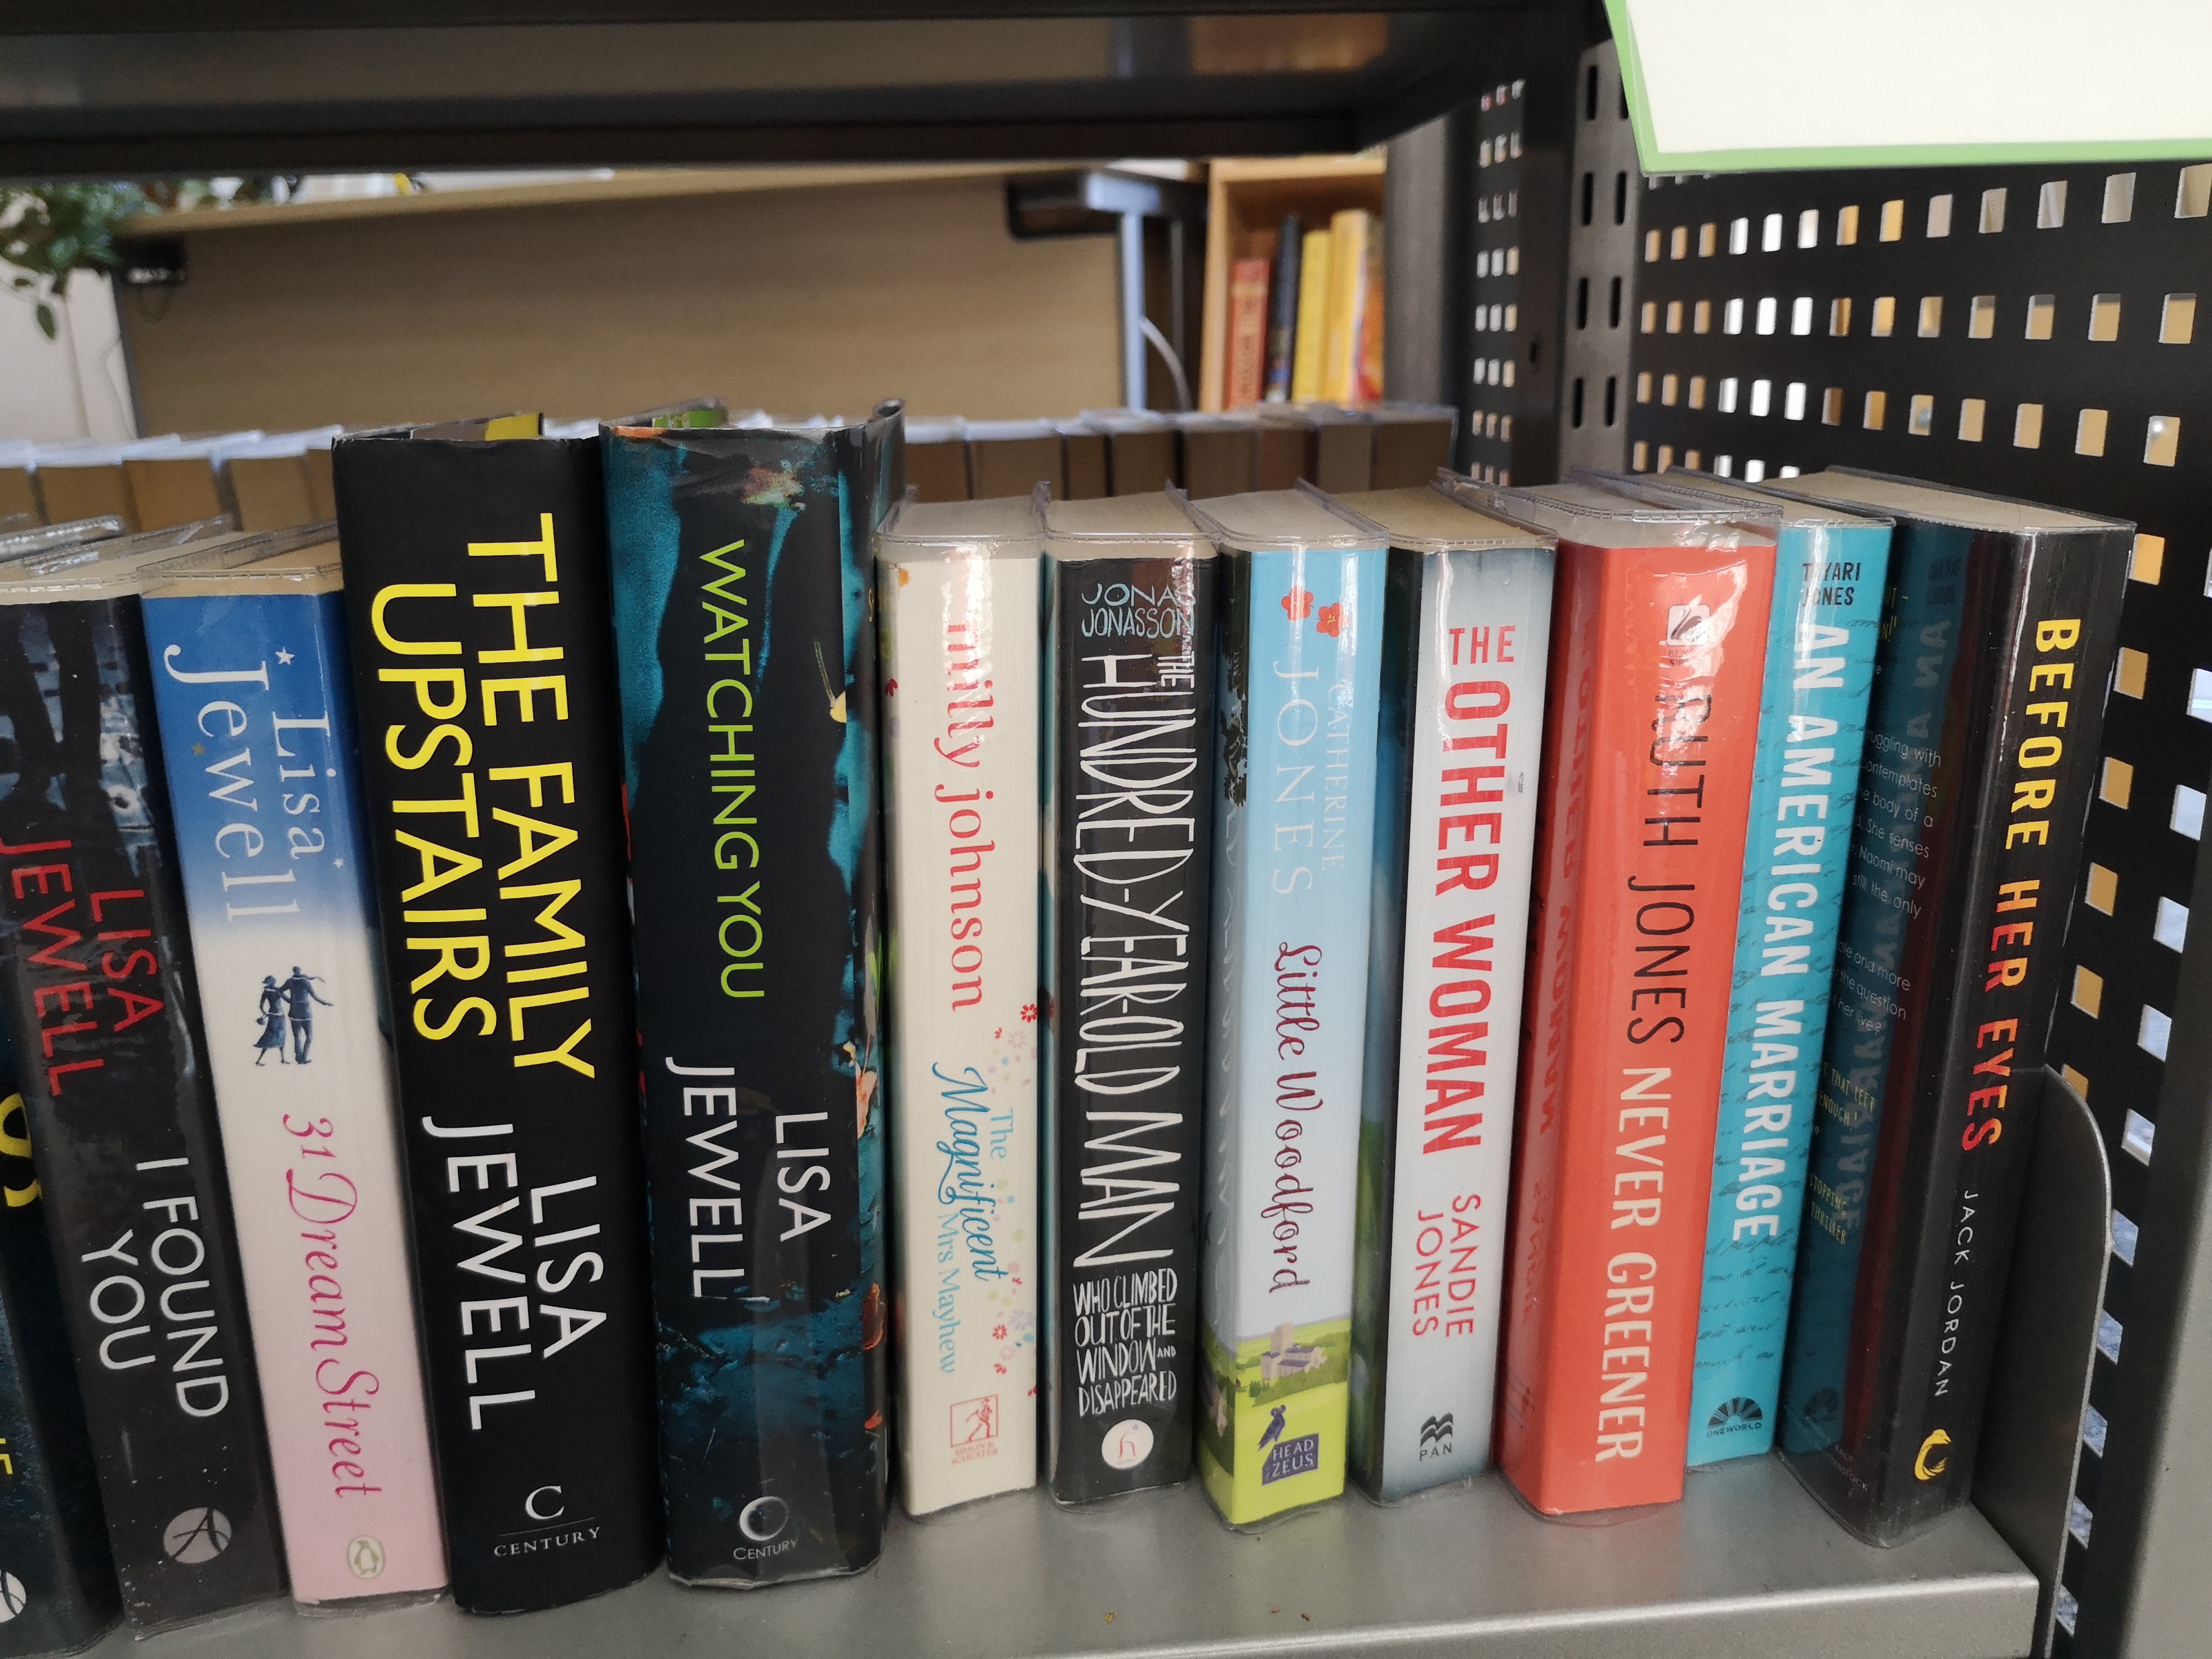 LISA
JEWELL
I FOUND
YOU
Lisa
Jewell
31 Dream Street
THE FAMILY
UPSTAIRS
LISA
JEWELL
C
CENTURY
WATCHING YOU
LISA
JEWELL
CENTURY
milly johnson
The
Magnificent
Mrs Mayhew
SIMON &
SCHUSTER
JONAS
JONASSON
THE
HUNDRED-YEAR-OLD MAN
WHO CLIMBED
OUT OF THE
WINDOW AND
DISAPPEARED
h
CATHERINE
JONES
Little Woodford
HEAD
ZEUS
THE OTHER WOMAN
SANDIE
JONES
PAN
RUTH JONES NEVER GREENER
TAYARI
JONES
AN AMERICAN MARRIAGE
ONEWORLD
BEFORE HER EYES
JACK JORDAN